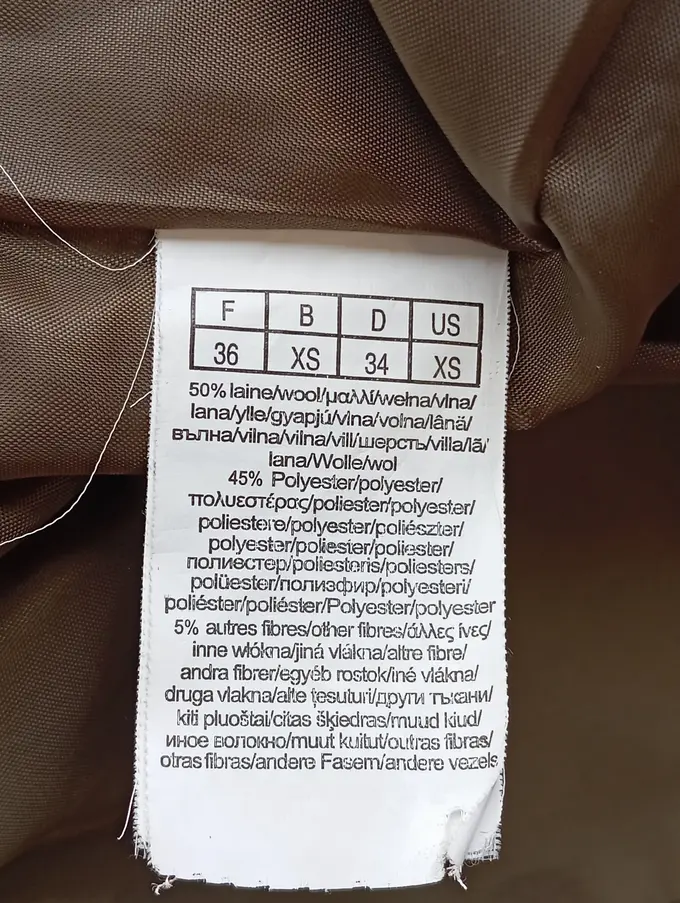 F B D US
36 XS 34 XS
50% laine/wool/μαλλί/wełna/vlna/
lana/ylle/gyapjú/vlna/volna/lână/
вълна/vilna/vilna/vill/шерсть/villa/lã/
lana/Wolle/wol
45% Polyester/polyester/
πολυεστέρας/poliester/polyester/
poliestere/polyester/poliészter/
polyester/poliester/poliester/
полиестер/poliesteris/poliesters/
polüester/полиэфир/polyesteri/
poliéster/poliéster/Polyester/polyester
5% autres fibres/other fibres/άλλες ίνες/
inne włókna/jiná vlákna/altre fibre/
andra fibrer/egyéb rostok/iné vlákna/
druga vlakna/alte țesuturi/други тъкани/
kiti pluoštai/citas šķiedras/muud kiud/
иное волокно/muut kuitut/outras fibras/
otras fibras/andere Fasern/andere vezels